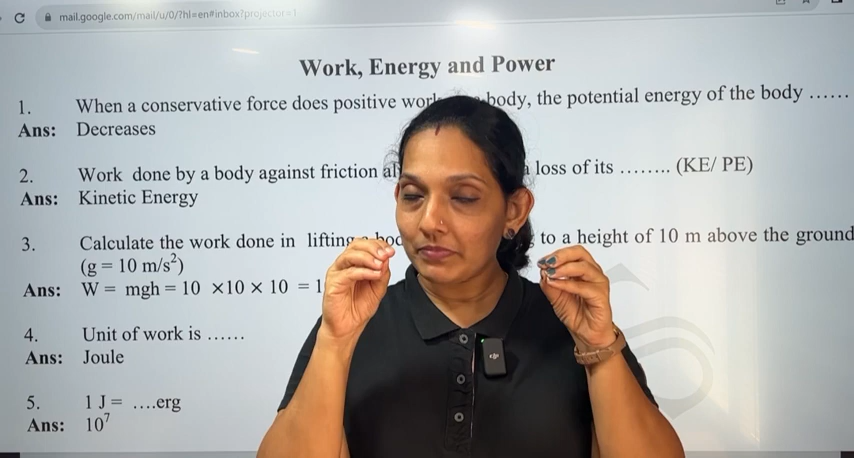 mail.google.com/mail/u/0/?hl=en#inbox?projector=1
Work, Energy and Power
1. When a conservative force does positive work body, the potential energy of the body ......
Ans: Decreases
2. Work done by a body against friction a loss of its ........ (KE/ PE)
Ans: Kinetic Energy
3. Calculate the work done in lifting a to a height of 10 m above the ground
(g = 10 m/s²)
Ans: W = mgh = 10 ×10 × 10 =
4. Unit of work is ......
Ans: Joule
5. 1 J = ....erg
Ans: 10⁷